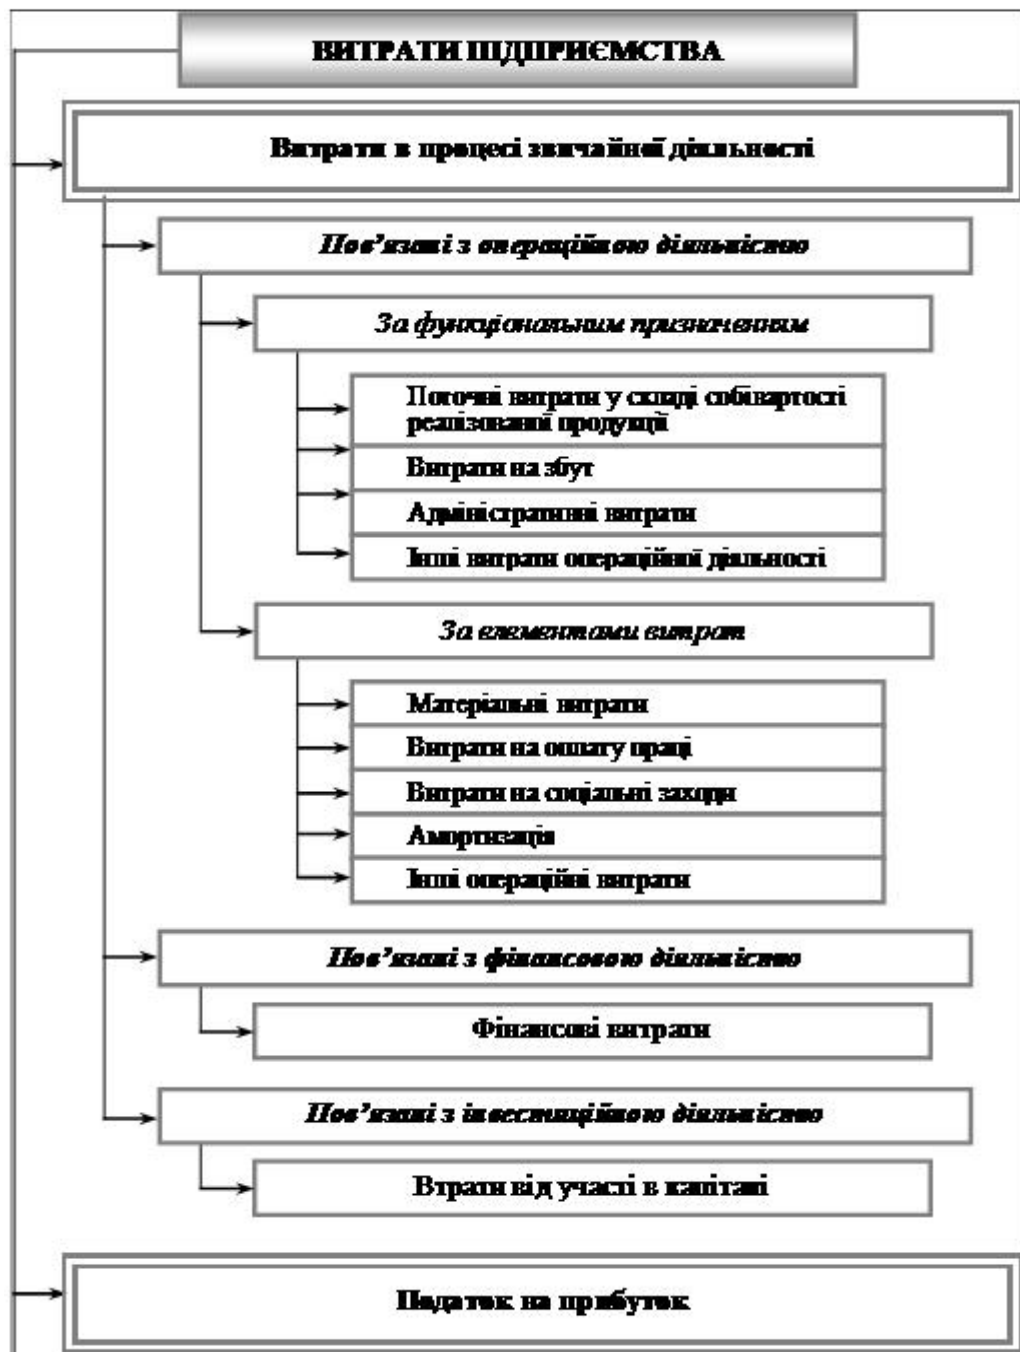 ВИТРАТИ ПІДПРИЄМСТВА
Витрати в процесі звичайної діяльності
Пов’язані з операційною діяльністю
За функціональним призначенням
Поточні витрати у складі собівартості
реалізованої продукції
Витрати на збут
Адміністративні витрати
Інші витрати операційної діяльності
За елементами витрат
Матеріальні витрати
Витрати на оплату праці
Витрати на соціальні заходи
Амортизація
Інші операційні витрати
Пов’язані з фінансовою діяльністю
Фінансові витрати
Пов’язані з інвестиційною діяльністю
Втрати від участі в капіталі
Податок на прибуток